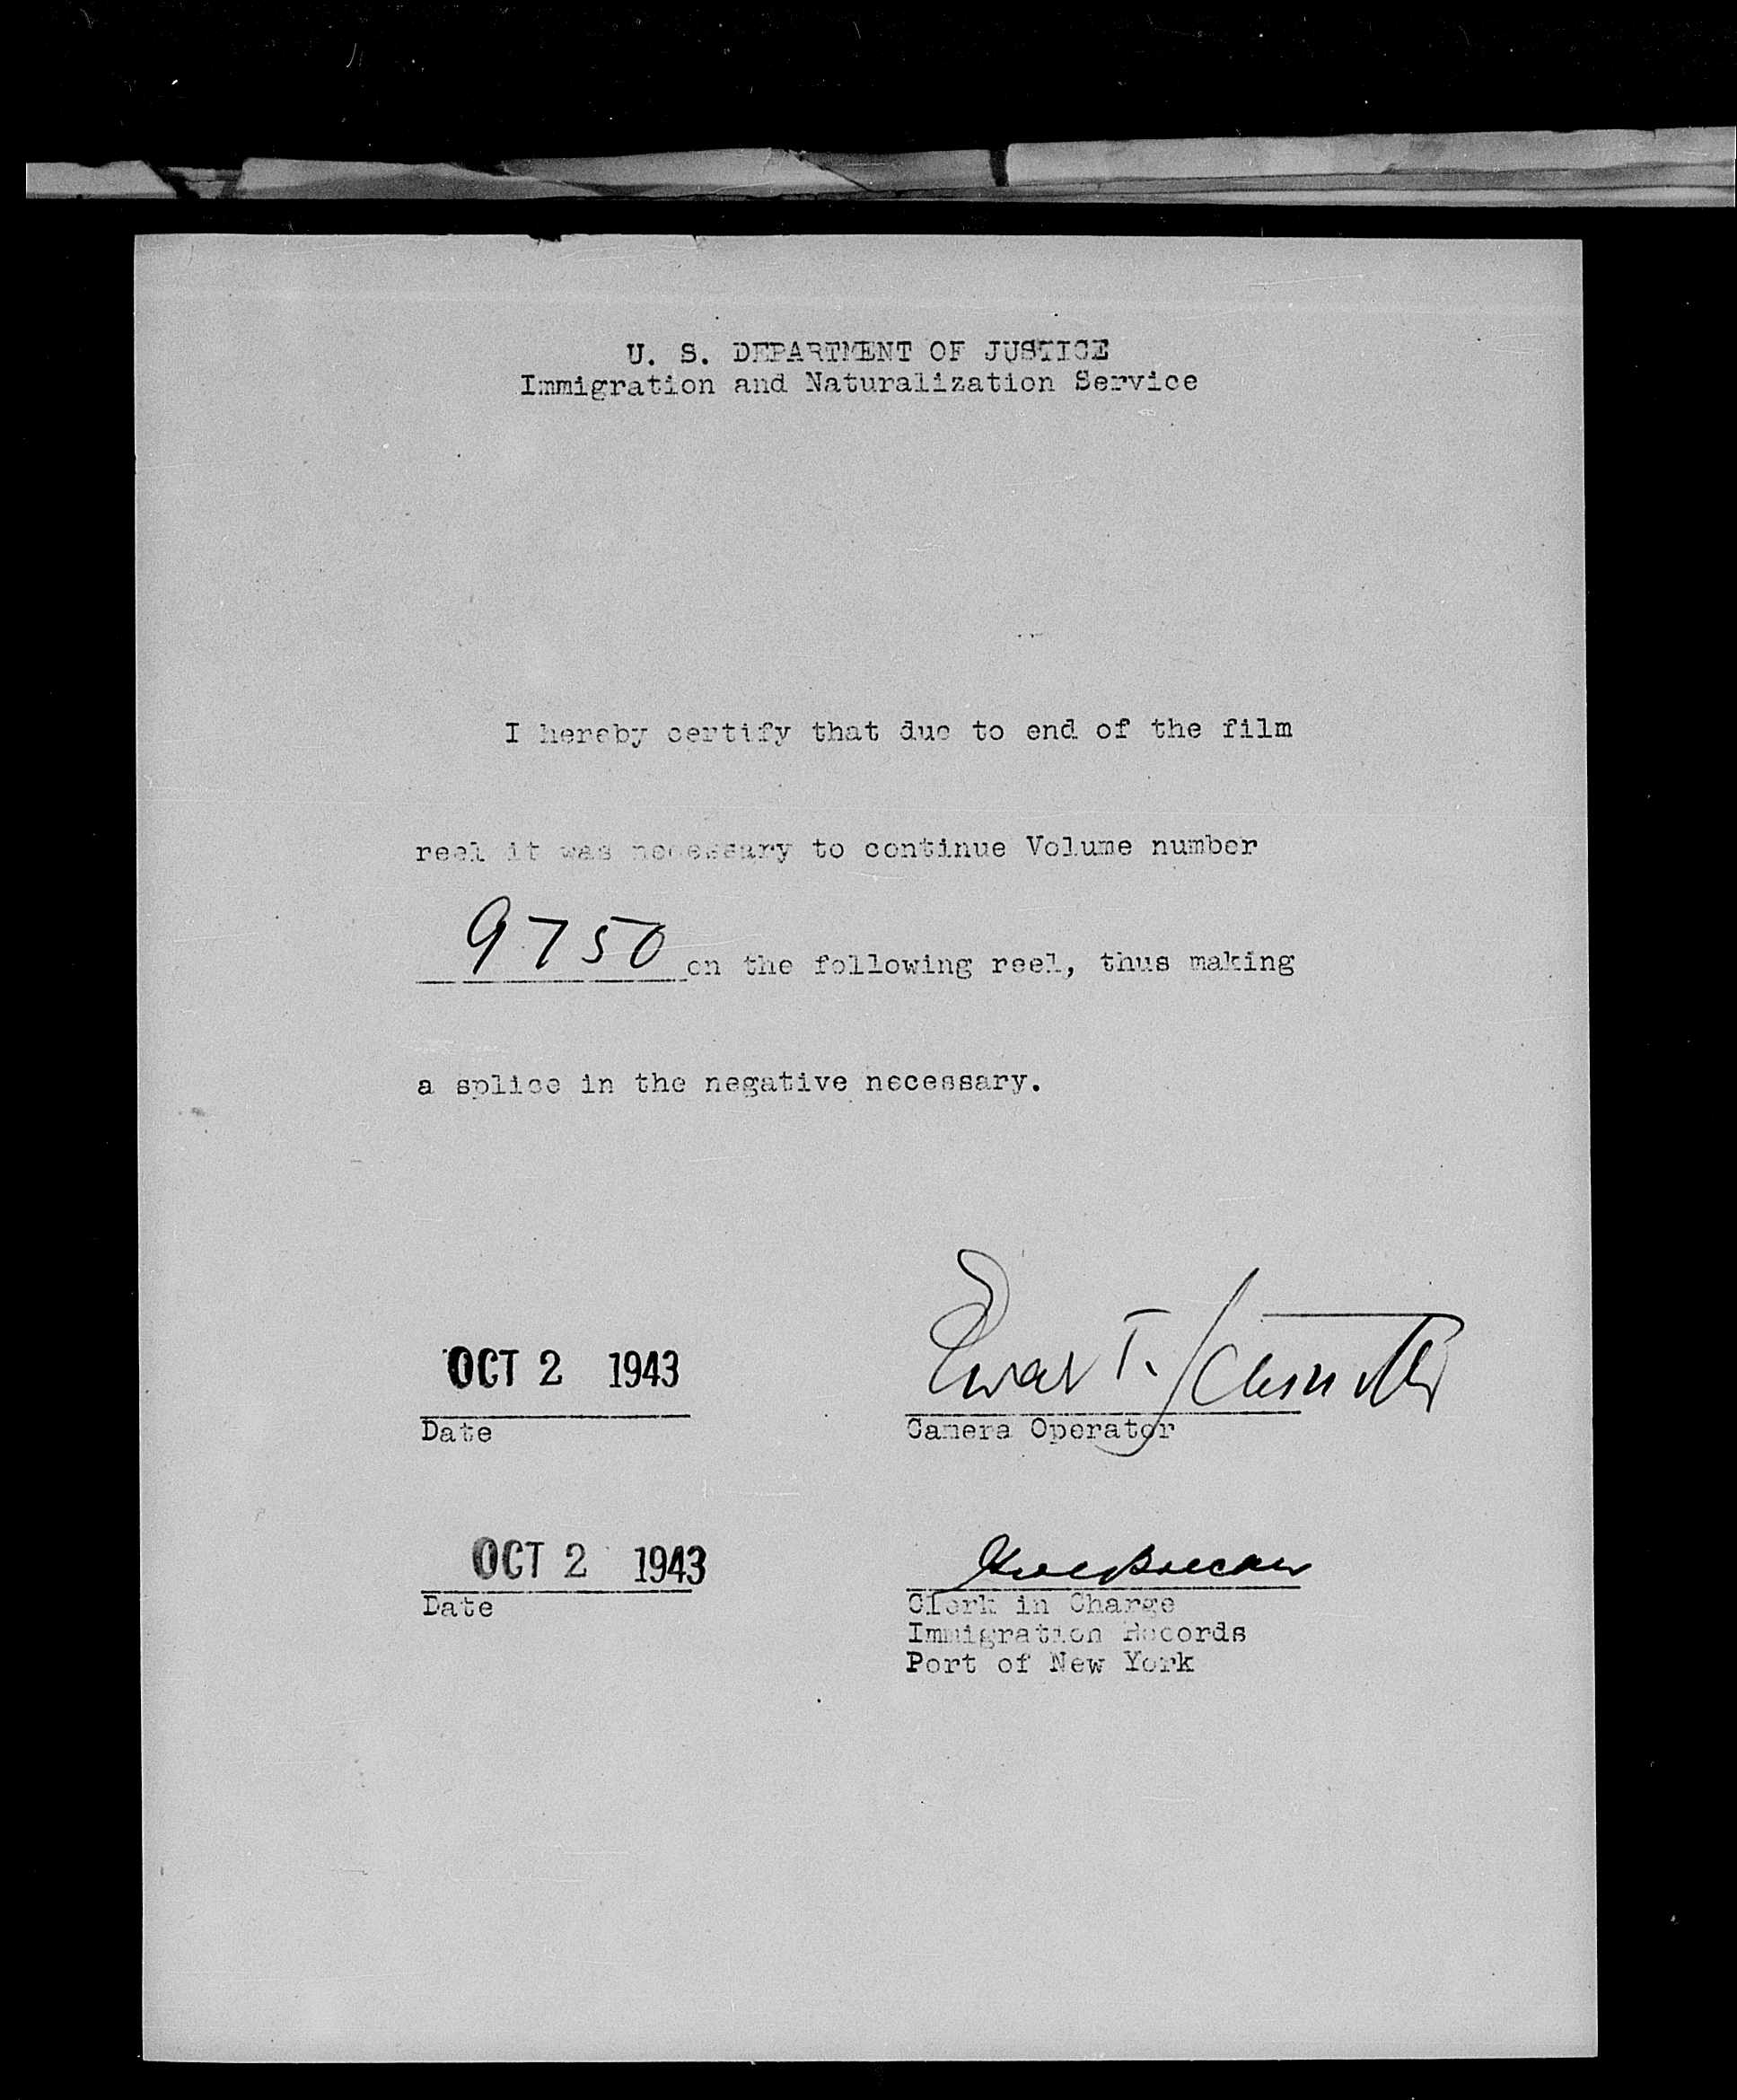 U. S. DEPARTMENT OF JUSTICE
Immigration and Naturalization Service
I hereby certify that due to end of the film
reel it was necessary to continue Volume number
9750 on the following reel, thus making
a splice in the negative necessary.
OCT 2 1943
Date
Camera Operator
OCT 2 1943
Date
Clerk in Charge
Immigration Records
Port of New York